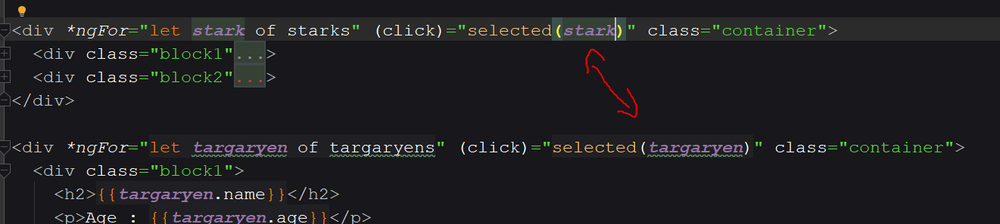 <div *ngFor="let stark of starks" (click)="selected(stark)" class="container">
<div class="block1"...>
<div class="block2"...>
</div>
<div *ngFor="let targaryen of targaryens" (click)="selected(targaryen)" class="container">
<div class="block1">
<h2>{{targaryen.name}}</h2>
<p>Age : {{targaryen.age}}</p>